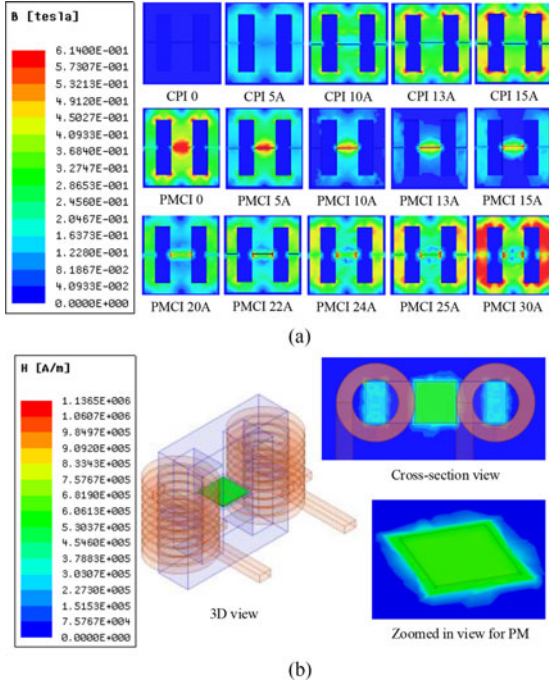 B [tesla]
6.1400E-001
5.7307E-001
5.3213E-001
4.9120E-001
4.5027E-001
4.0933E-001
3.6840E-001
3.2747E-001
2.8653E-001
2.4560E-001
2.0467E-001
1.6373E-001
1.2280E-001
8.1867E-002
4.0933E-002
0.0000E+000
CPI 0 CPI 5A CPI 10A CPI 13A CPI 15A
PMCI 0 PMCI 5A PMCI 10A PMCI 13A PMCI 15A
PMCI 20A PMCI 22A PMCI 24A PMCI 25A PMCI 30A
(a)
H [A/m]
1.1365E+006
1.0607E+006
9.8497E+005
9.0920E+005
8.3343E+005
7.5767E+005
6.8190E+005
6.0613E+005
5.3037E+005
4.5460E+005
3.7883E+005
3.0307E+005
2.2730E+005
1.5153E+005
7.5767E+004
0.0000E+000
3D view
Cross-section view
Zoomed in view for PM
(b)